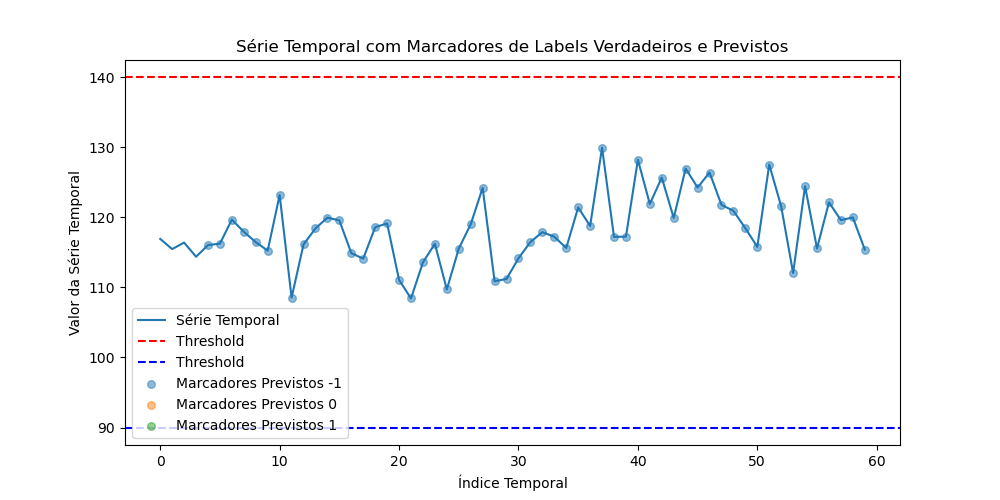 Série Temporal com Marcadores de Labels Verdadeiros e Previstos
Valor da Série Temporal
140
130
120
110
100
90
Série Temporal
Threshold
Threshold
Marcadores Previstos -1
Marcadores Previstos 0
Marcadores Previstos 1
0 10 20 30 40 50 60
Índice Temporal